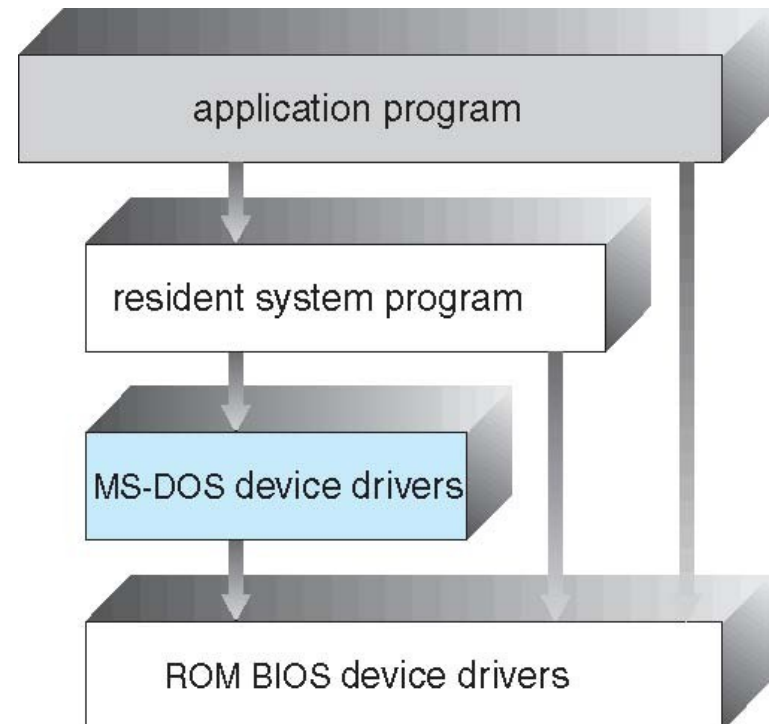 application program
resident system program
MS-DOS device drivers
ROM BIOS device drivers